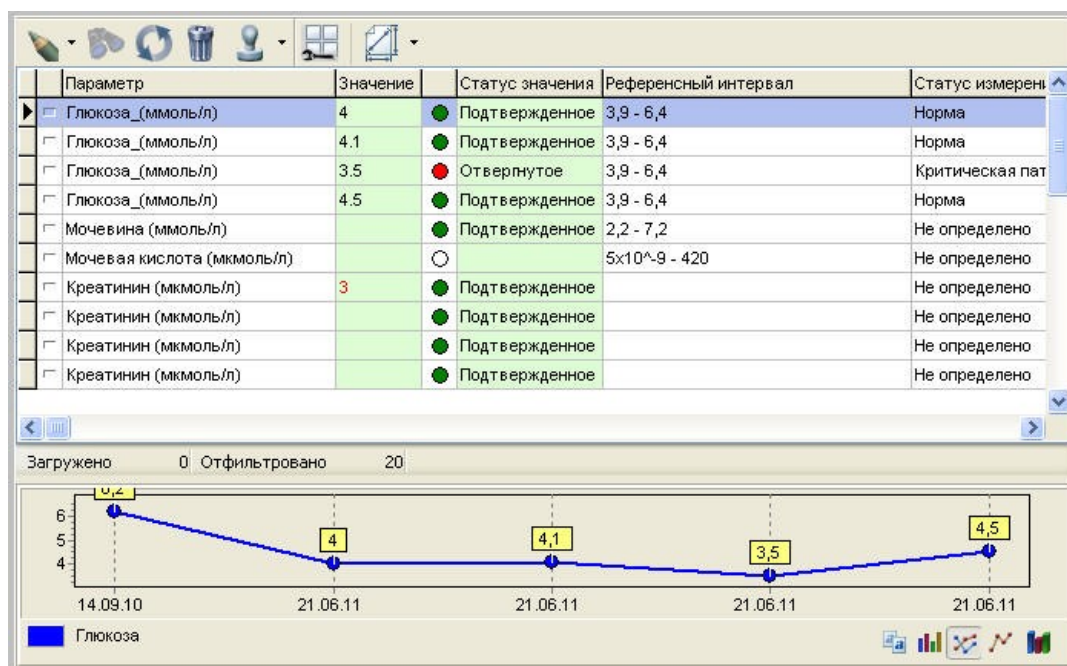 Параметр Значение Статус значения Референсный интервал Статус измерен
Глюкоза_(ммоль/л) 4 Подтвержденное 3,9 - 6,4 Норма
Глюкоза_(ммоль/л) 4.1 Подтвержденное 3,9 - 6,4 Норма
Глюкоза_(ммоль/л) 3.5 Отвергнутое 3,9 - 6,4 Критическая пат
Глюкоза_(ммоль/л) 4.5 Подтвержденное 3,9 - 6,4 Норма
Мочевина (ммоль/л) Подтвержденное 2,2 - 7,2 Не определено
Мочевая кислота (мкмоль/л) 5x10^-9 - 420 Не определено
Креатинин (мкмоль/л) 3 Подтвержденное Не определено
Креатинин (мкмоль/л) Подтвержденное Не определено
Креатинин (мкмоль/л) Подтвержденное Не определено
Креатинин (мкмоль/л) Подтвержденное Не определено
Загружено 0 Отфильтровано 20
6,2
6
5 4 4,1 3,5 4,5
4
14.09.10 21.06.11 21.06.11 21.06.11 21.06.11
Глюкоза